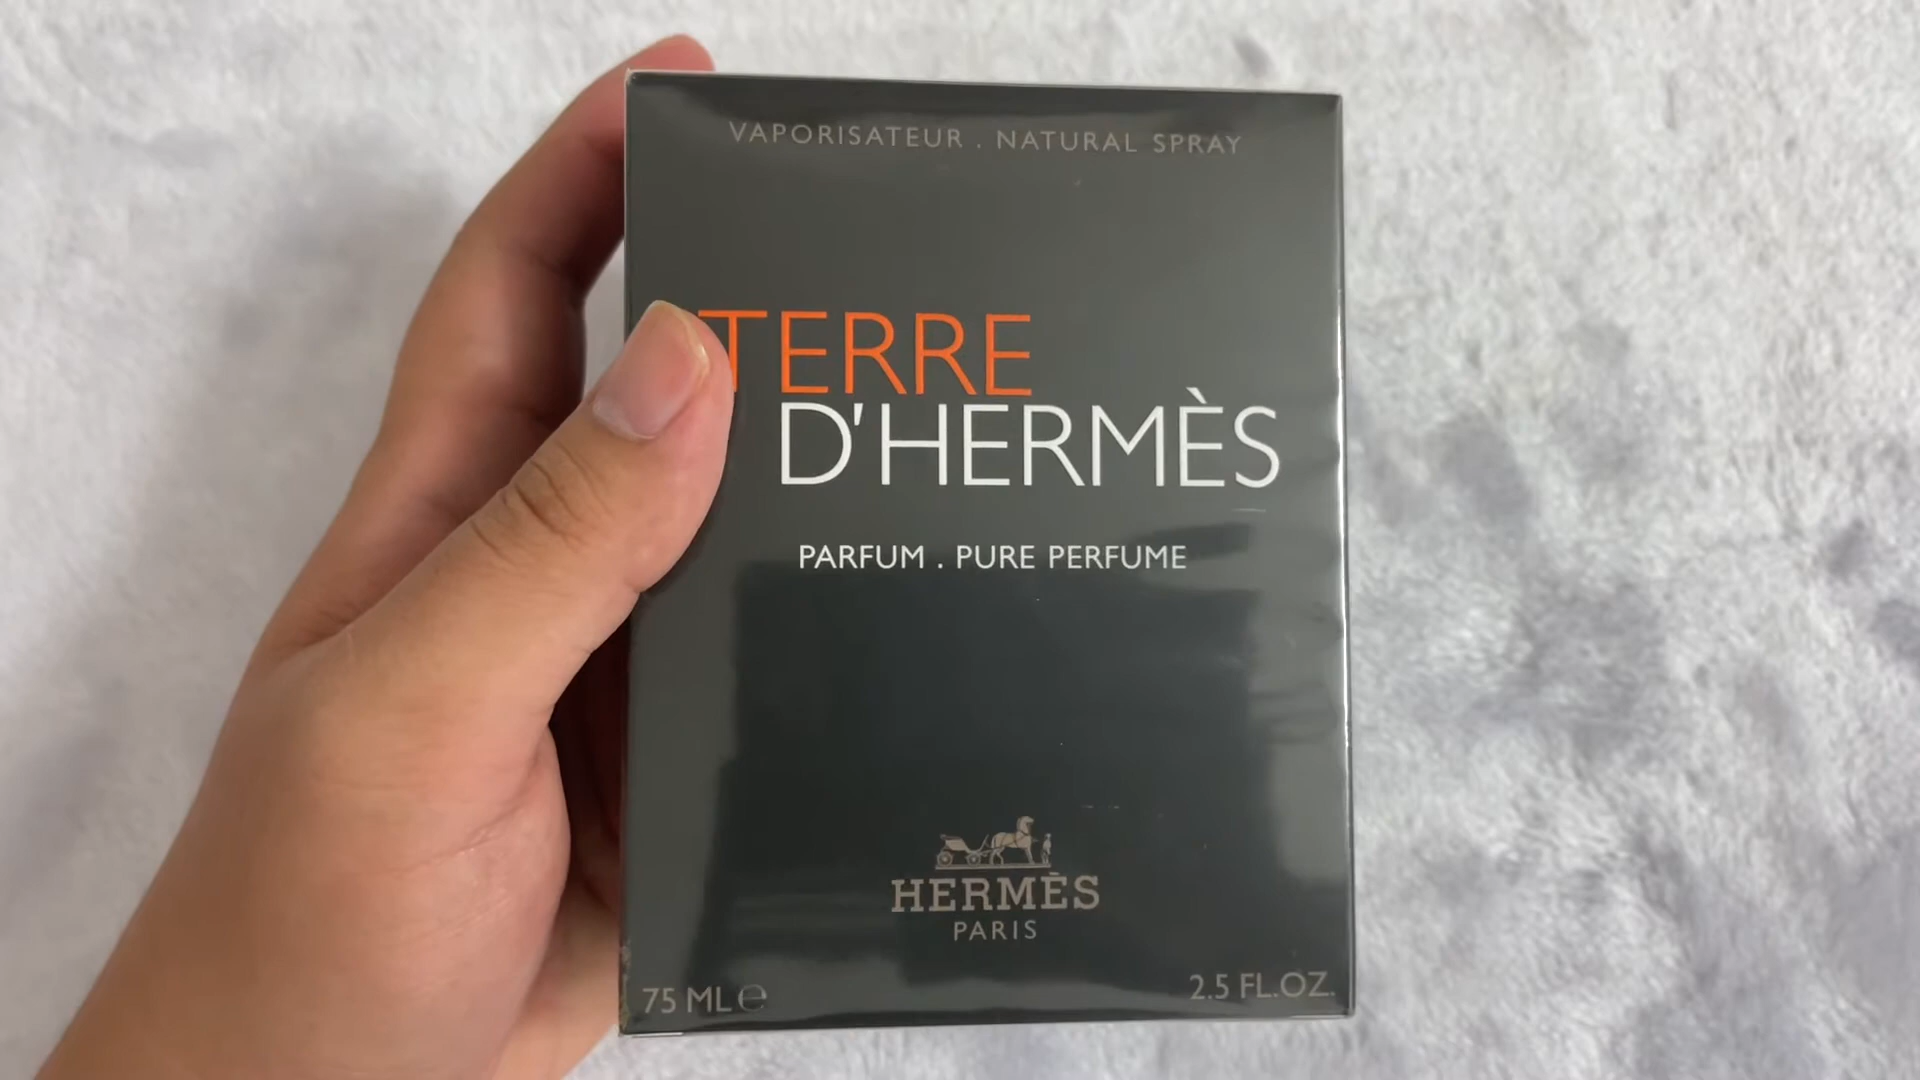 VAPORISATEUR . NATURAL SPRAY
TERRE
D'HERMÈS
PARFUM . PURE PERFUME
HERMÈS
PARIS
75 ML ℮
2.5 FL.OZ.